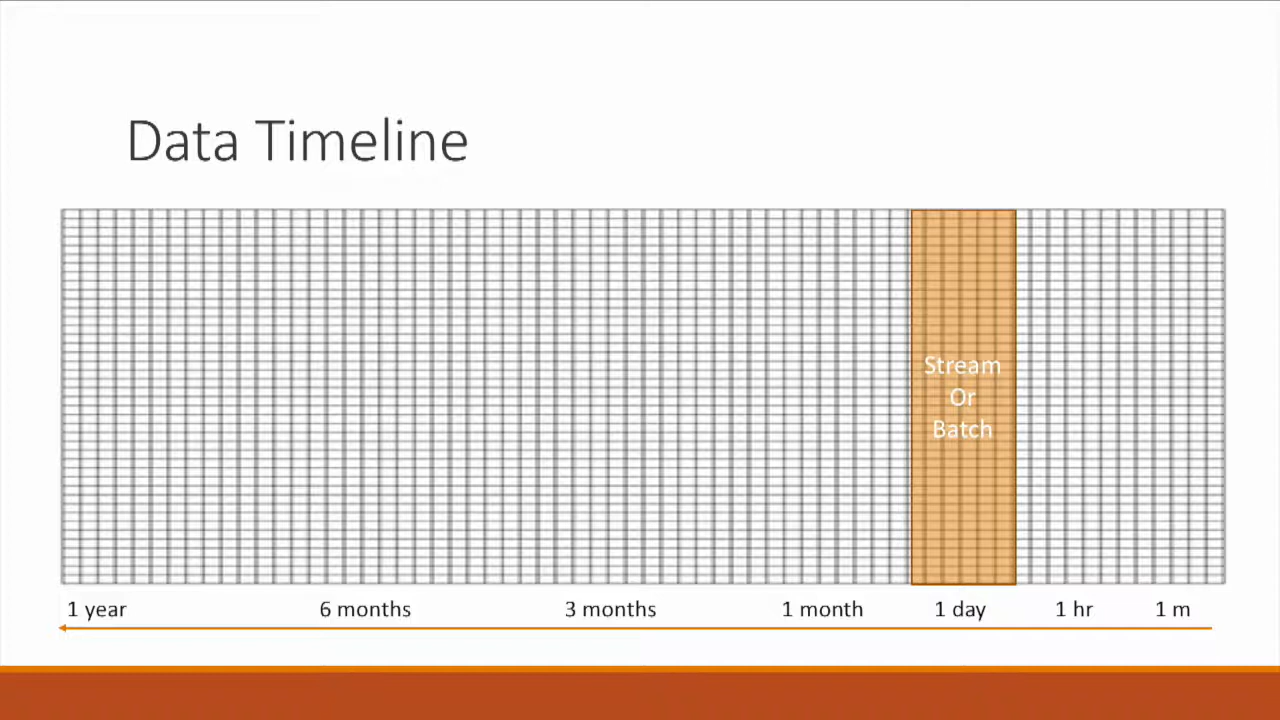 Data Timeline
Stream
Or
Batch
1 year 6 months 3 months 1 month 1 day 1 hr 1 m